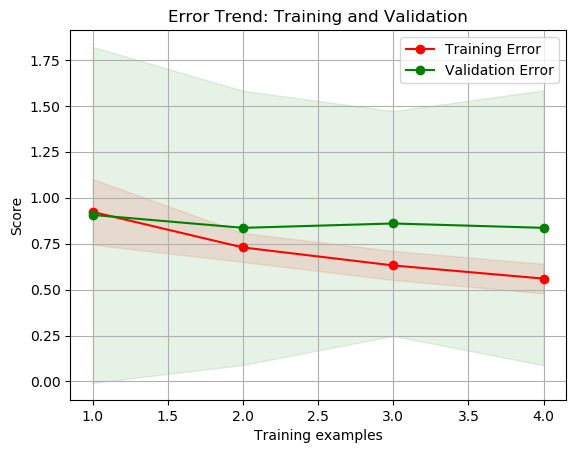 Error Trend: Training and Validation
Training Error
Validation Error
1.75
1.50
1.25
1.00
0.75
0.50
0.25
0.00
Score
1.0 1.5 2.0 2.5 3.0 3.5 4.0
Training examples